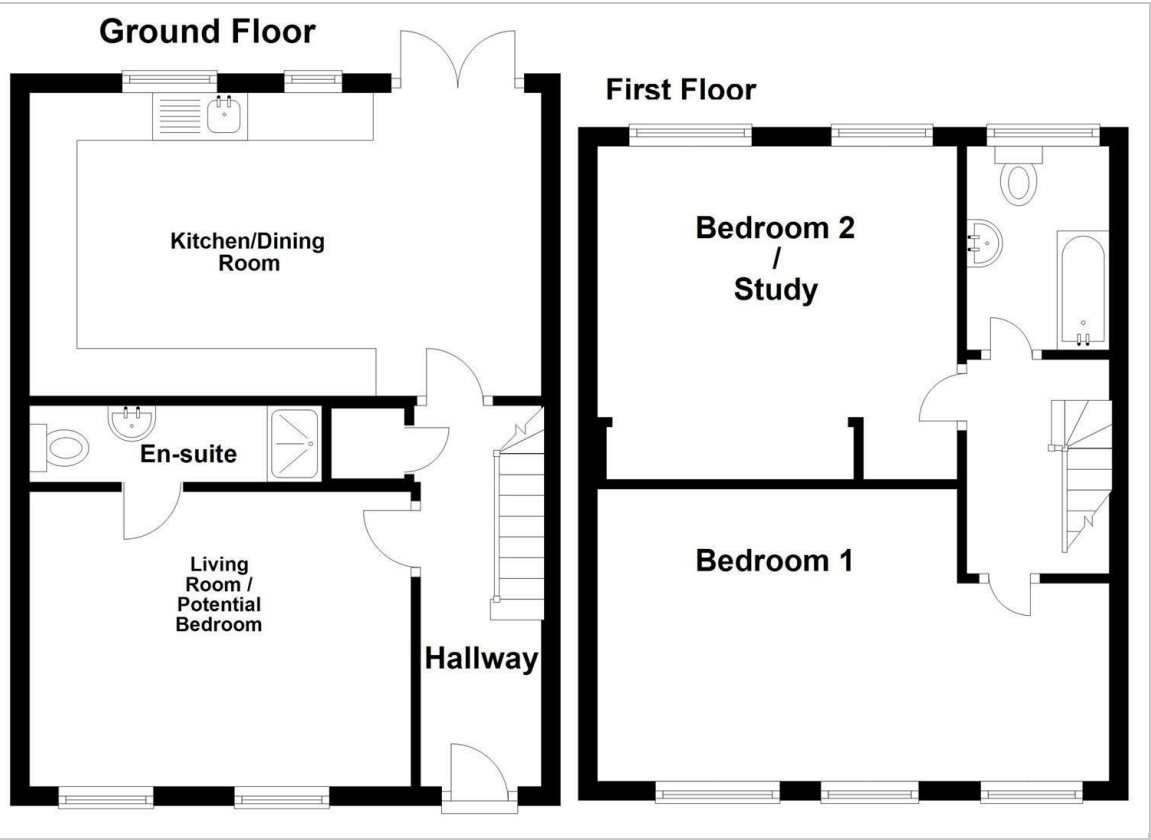 Ground Floor
Kitchen/Dining
Room
En-suite
Living
Room /
Potential
Bedroom
Hallway
First Floor
Bedroom 2
/
Study
Bedroom 1